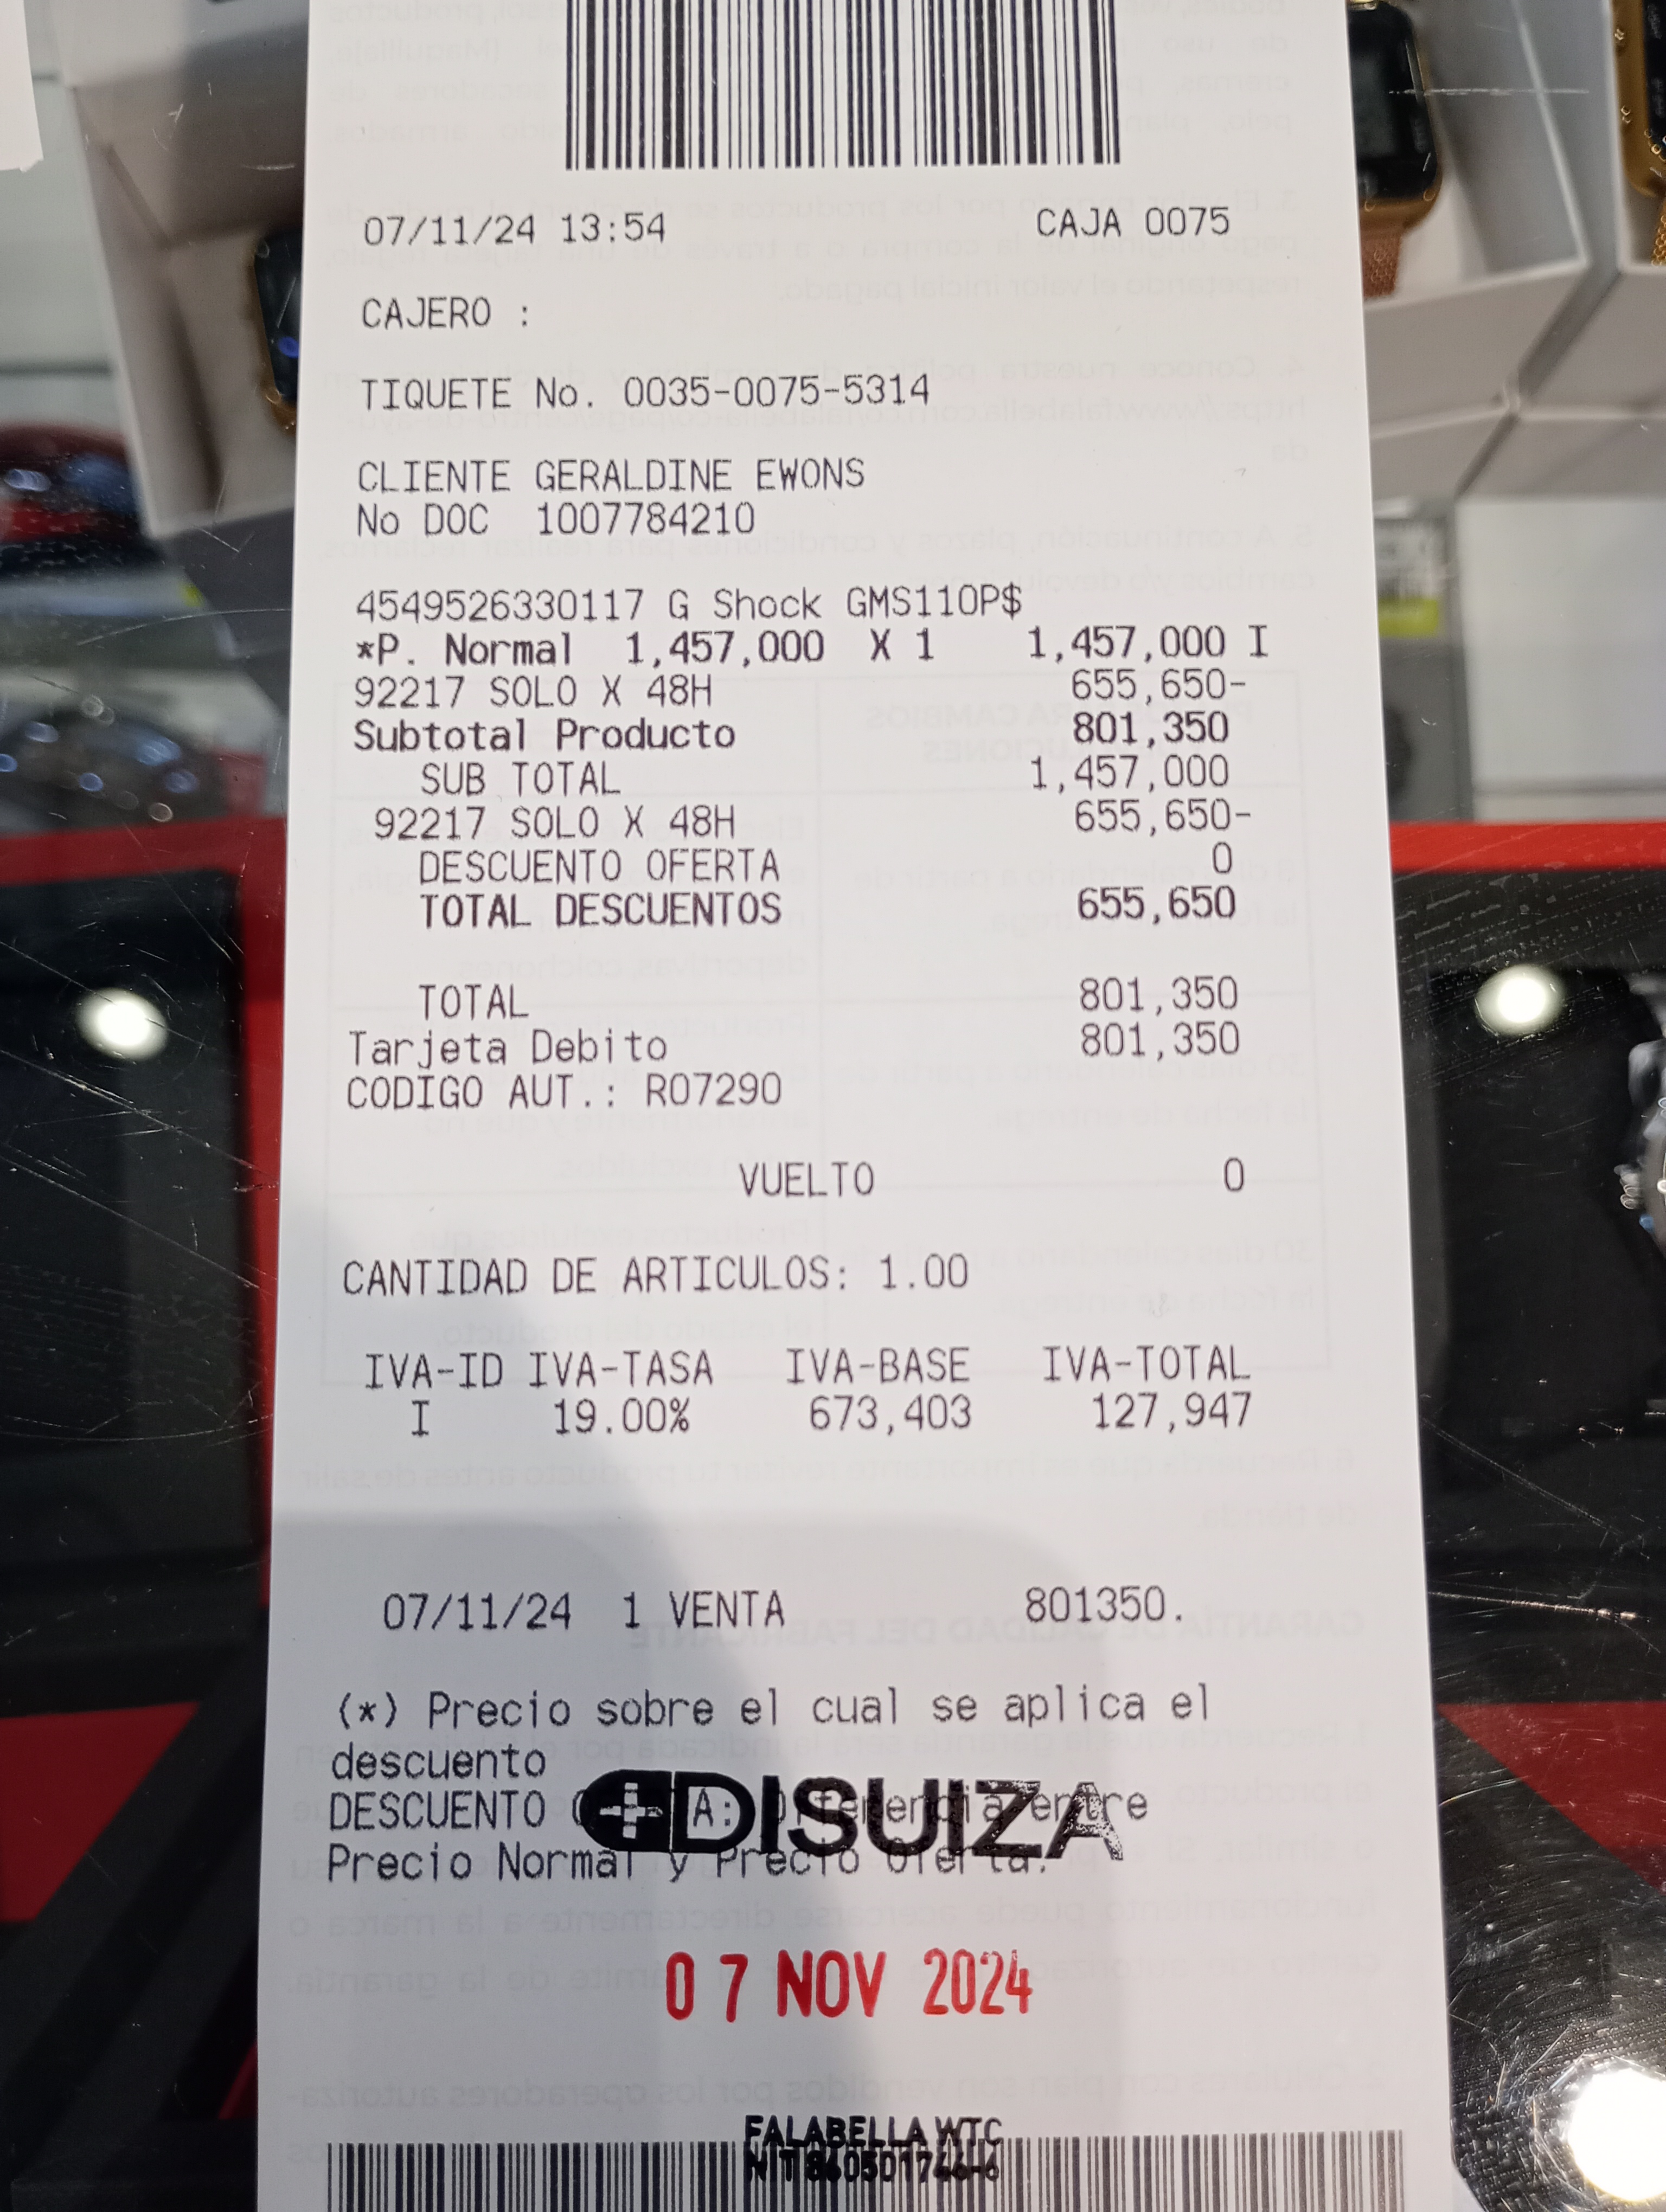 07/11/24 13:54 CAJA 0075
CAJERO :
TIQUETE No. 0035-0075-5314
CLIENTE GERALDINE EWONS
No DOC 1007784210
4549526330117 G Shock GMS110P$
*P. Normal 1,457,000 X 1 1,457,000 I
92217 SOLO X 48H 655,650-
Subtotal Producto 801,350
SUB TOTAL 1,457,000
92217 SOLO X 48H 655,650-
DESCUENTO OFERTA 0
TOTAL DESCUENTOS 655,650
TOTAL 801,350
Tarjeta Debito 801,350
CODIGO AUT.: R07290
VUELTO 0
CANTIDAD DE ARTICULOS: 1.00
IVA-ID IVA-TASA IVA-BASE IVA-TOTAL
I 19.00% 673,403 127,947
07/11/24 1 VENTA 801350.
(*) Precio sobre el cual se aplica el
descuento
DESCUENTO entre
DISUIZA
Precio Normal y Precio Oferta.
07 NOV 2024
FALABELLA WTC
NIT